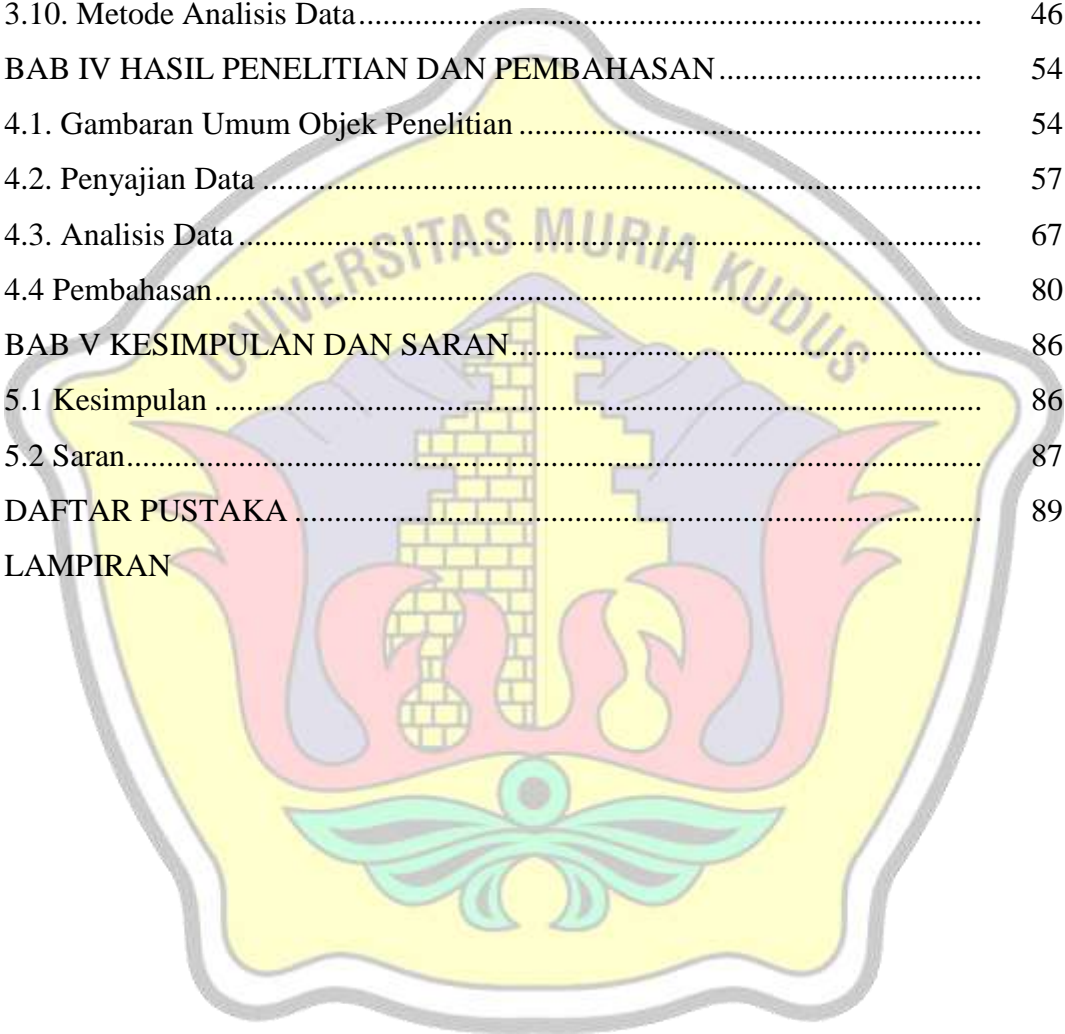 3.10. Metode Analisis Data.............................................................................. 46
BAB IV HASIL PENELITIAN DAN PEMBAHASAN................................. 54
4.1. Gambaran Umum Objek Penelitian .......................................................... 54
4.2. Penyajian Data .......................................................................................... 57
4.3. Analisis Data............................................................................................. 67
4.4 Pembahasan................................................................................................ 80
BAB V KESIMPULAN DAN SARAN........................................................... 86
5.1 Kesimpulan ................................................................................................ 86
5.2 Saran........................................................................................................... 87
DAFTAR PUSTAKA ...................................................................................... 89
LAMPIRAN
UNIVERSITAS MURIA KUDUS